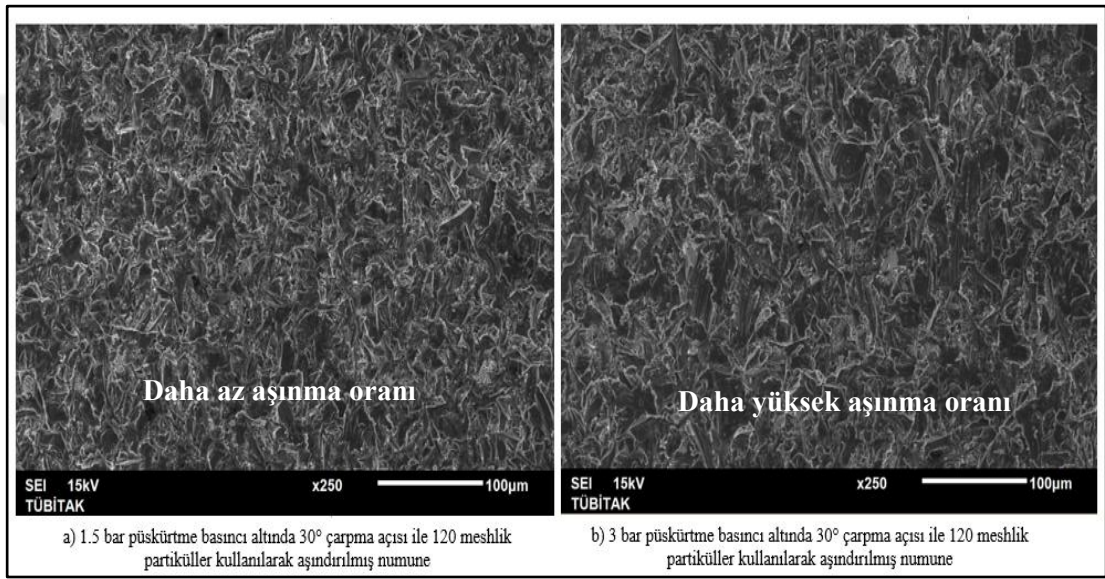 Daha az aşınma oranı
SEI 15kV x250 100µm
TÜBİTAK
a) 1.5 bar püskürtme basıncı altında 30° çarpma açısı ile 120 meshlik
partiküller kullanılarak aşındırılmış numune
Daha yüksek aşınma oranı
SEI 15kV x250 100µm
TÜBİTAK
b) 3 bar püskürtme basıncı altında 30° çarpma açısı ile 120 meshlik
partiküller kullanılarak aşındırılmış numune